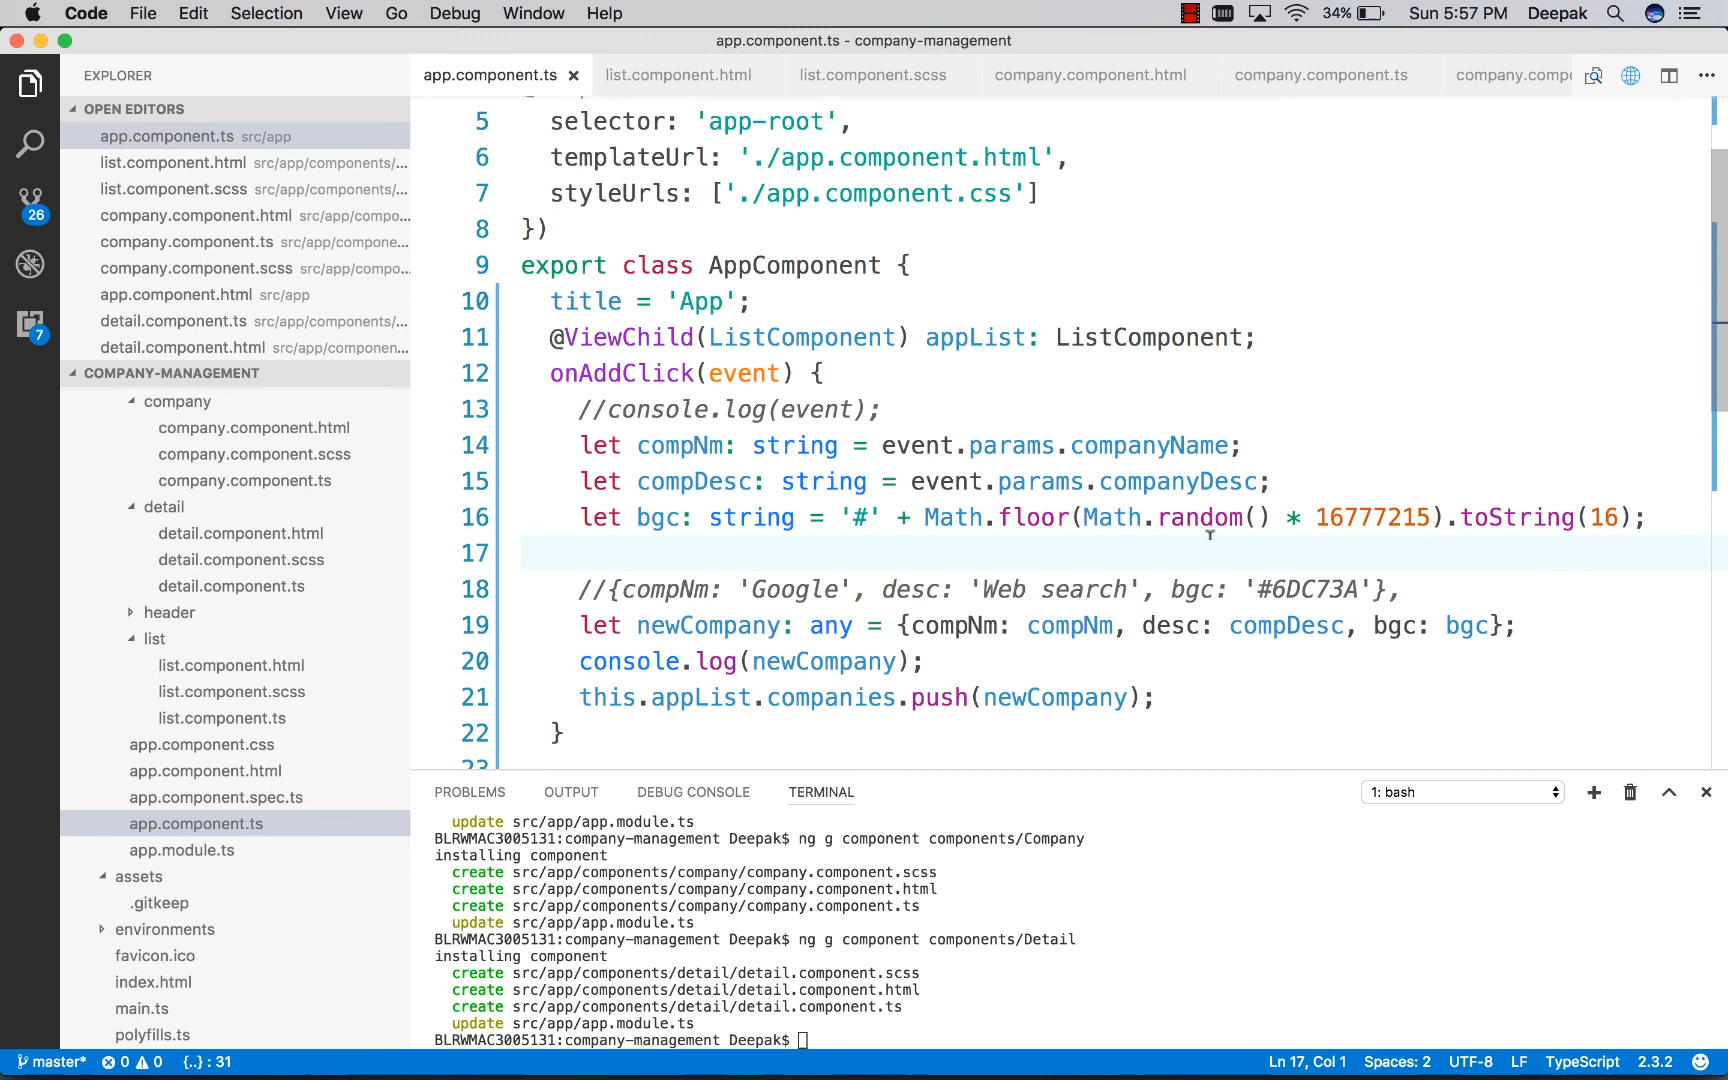 Code File Edit Selection View Go Debug Window Help 34% Sun 5:57 PM Deepak
app.component.ts - company-management
EXPLORER
app.component.ts list.component.html list.component.scss company.component.html company.component.ts company.compo
OPEN EDITORS
app.component.ts src/app
list.component.html src/app/components/...
list.component.scss src/app/components/...
company.component.html src/app/compo...
company.component.ts src/app/compone...
company.component.scss src/app/compo...
app.component.html src/app
detail.component.ts src/app/components/...
detail.component.html src/app/componen...
26
7
COMPANY-MANAGEMENT
company
company.component.html
company.component.scss
company.component.ts
detail
detail.component.html
detail.component.scss
detail.component.ts
header
list
list.component.html
list.component.scss
list.component.ts
app.component.css
app.component.html
app.component.spec.ts
app.component.ts
app.module.ts
assets
.gitkeep
environments
favicon.ico
index.html
main.ts
polyfills.ts
5 selector: 'app-root',
6 templateUrl: './app.component.html',
7 styleUrls: ['./app.component.css']
8 })
9 export class AppComponent {
10 title = 'App';
11 @ViewChild(ListComponent) appList: ListComponent;
12 onAddClick(event) {
13 //console.log(event);
14 let compNm: string = event.params.companyName;
15 let compDesc: string = event.params.companyDesc;
16 let bgc: string = '#' + Math.floor(Math.random() * 16777215).toString(16);
17
18 //{compNm: 'Google', desc: 'Web search', bgc: '#6DC73A'},
19 let newCompany: any = {compNm: compNm, desc: compDesc, bgc: bgc};
20 console.log(newCompany);
21 this.appList.companies.push(newCompany);
22 }
23
PROBLEMS OUTPUT DEBUG CONSOLE TERMINAL 1: bash
update src/app/app.module.ts
BLRWMAC3005131:company-management Deepak$ ng g component components/Company
installing component
create src/app/components/company/company.component.scss
create src/app/components/company/company.component.html
create src/app/components/company/company.component.ts
update src/app/app.module.ts
BLRWMAC3005131:company-management Deepak$ ng g component components/Detail
installing component
create src/app/components/detail/detail.component.scss
create src/app/components/detail/detail.component.html
create src/app/components/detail/detail.component.ts
update src/app/app.module.ts
BLRWMAC3005131:company-management Deepak$
master* 0 0 {..} : 31 Ln 17, Col 1 Spaces: 2 UTF-8 LF TypeScript 2.3.2